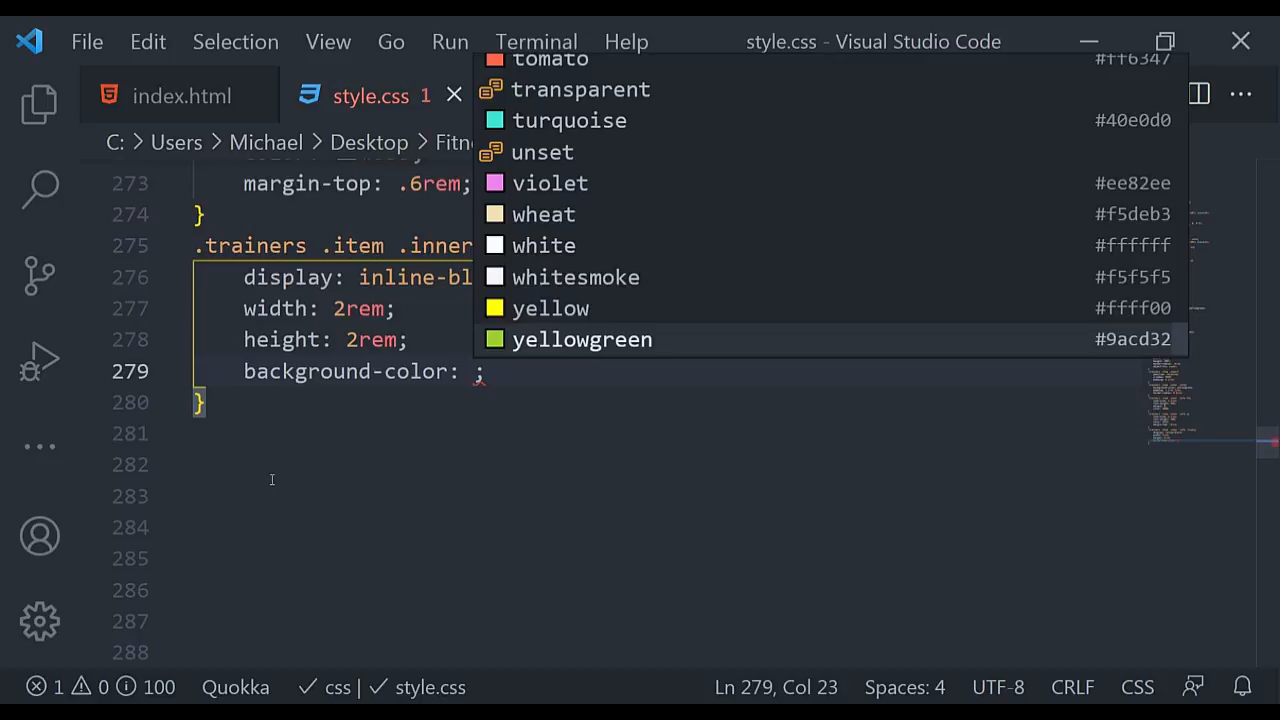 File Edit Selection View Go Run Terminal Help style.css - Visual Studio Code
index.html style.css 1
C: > Users > Michael > Desktop > Fitn
tomato #ff6347
transparent
turquoise #40e0d0
unset
violet #ee82ee
wheat #f5deb3
white #ffffff
whitesmoke #f5f5f5
yellow #ffff00
yellowgreen #9acd32
273 margin-top: .6rem;
274 }
275 .trainers .item .inner
276 display: inline-bl
277 width: 2rem;
278 height: 2rem;
279 background-color: ;
280 }
281
282
283
284
285
286
287
288
1 0 100 Quokka ✓ css | ✓ style.css Ln 279, Col 23 Spaces: 4 UTF-8 CRLF CSS